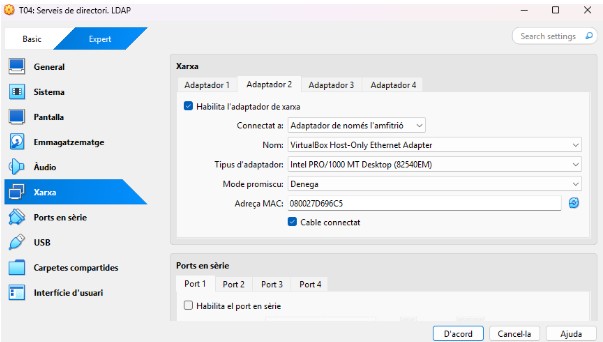 T04: Serveis de directori. LDAP
Basic
Expert
Search settings
General
Sistema
Pantalla
Emmagatzematge
Àudio
Xarxa
Ports en sèrie
USB
Carpetes compartides
Interfície d'usuari
Xarxa
Adaptador 1 Adaptador 2 Adaptador 3 Adaptador 4
Habilita l'adaptador de xarxa
Connectat a: Adaptador de només l'amfitrió
Nom: VirtualBox Host-Only Ethernet Adapter
Tipus d'adaptador: Intel PRO/1000 MT Desktop (82540EM)
Mode promiscu: Denega
Adreça MAC: 080027D696C5
Cable connectat
Ports en sèrie
Port 1 Port 2 Port 3 Port 4
Habilita el port en sèrie
D'acord Cancel·la Ajuda